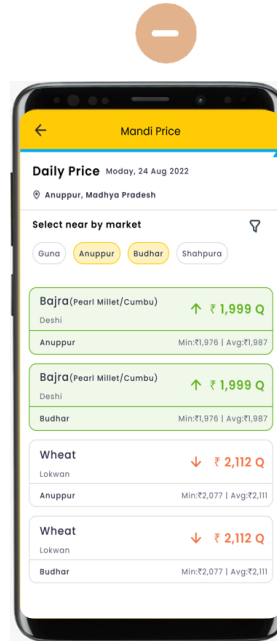 Mandi Price
Daily Price Moday, 24 Aug 2022
Anuppur, Madhya Pradesh
Select near by market
Guna Anuppur Budhar Shahpura
Bajra(Pearl Millet/Cumbu)
↑ ₹ 1,999 Q
Deshi
Anuppur Min:₹1,976 | Avg:₹1,987
Bajra(Pearl Millet/Cumbu)
↑ ₹ 1,999 Q
Deshi
Budhar Min:₹1,976 | Avg:₹1,987
Wheat
↓ ₹ 2,112 Q
Lokwan
Anuppur Min:₹2,077 | Avg:₹2,111
Wheat
↓ ₹ 2,112 Q
Lokwan
Budhar Min:₹2,077 | Avg:₹2,111